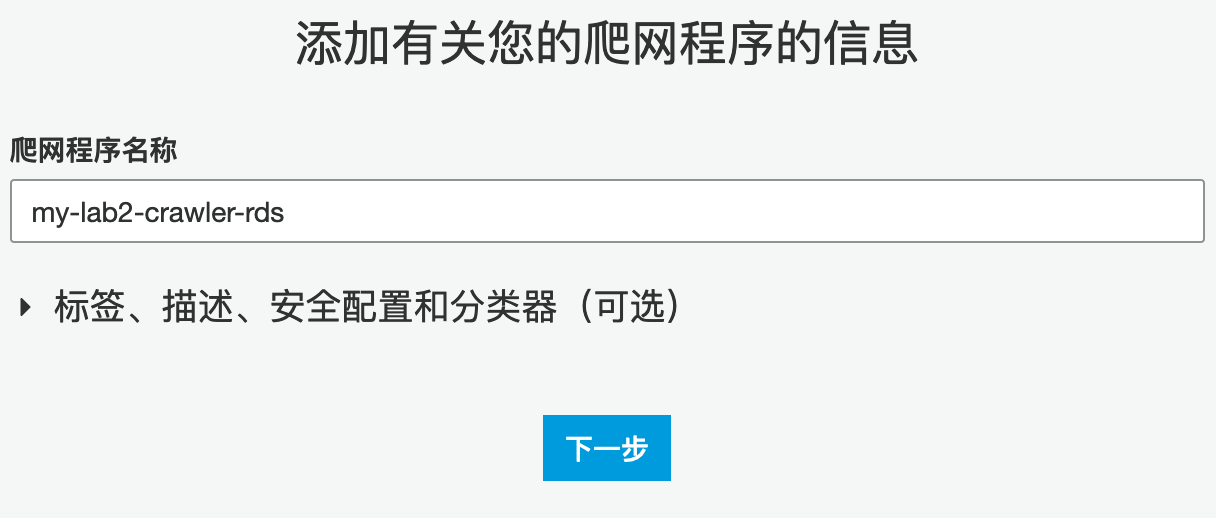 添加有关您的爬网程序的信息
爬网程序名称
my-lab2-crawler-rds
标签、描述、安全配置和分类器（可选）
下一步